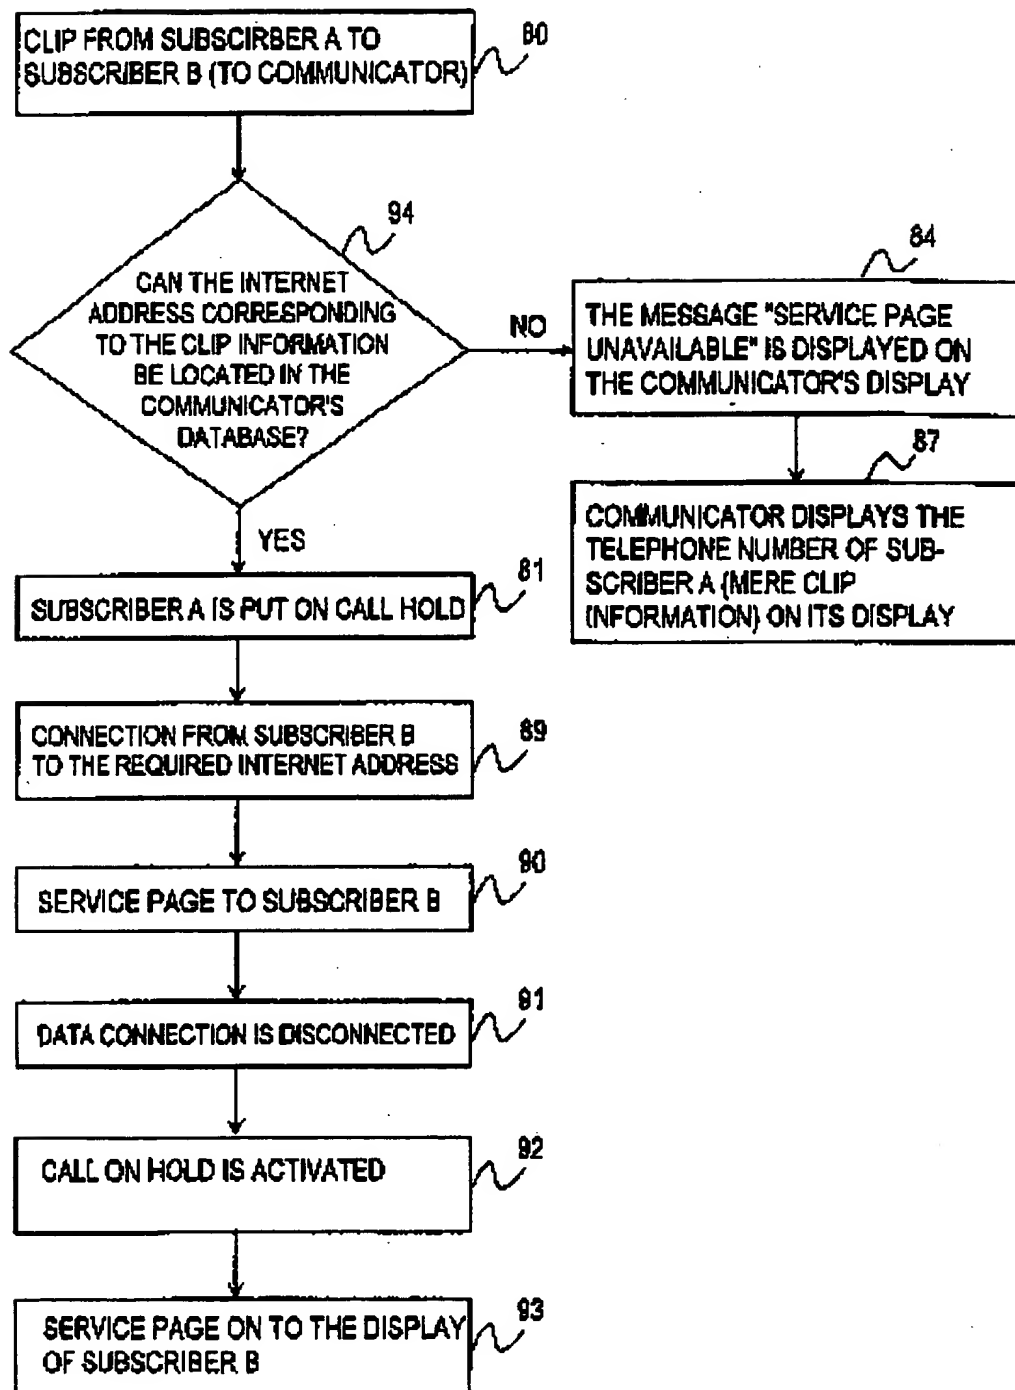 CLIP FROM SUBSCIRBER A TO
SUBSCRIBER B (TO COMMUNICATOR)
80
94
CAN THE INTERNET
ADDRESS CORRESPONDING
TO THE CLIP INFORMATION
BE LOCATED IN THE
COMMUNICATOR'S
DATABASE?
NO
84
THE MESSAGE "SERVICE PAGE
UNAVAILABLE" IS DISPLAYED ON
THE COMMUNICATOR'S DISPLAY
87
COMMUNICATOR DISPLAYS THE
TELEPHONE NUMBER OF SUB-
SCRIBER A (MERE CLIP
INFORMATION) ON ITS DISPLAY
YES
81
SUBSCRIBER A IS PUT ON CALL HOLD
CONNECTION FROM SUBSCRIBER B
TO THE REQUIRED INTERNET ADDRESS
89
SERVICE PAGE TO SUBSCRIBER B
90
DATA CONNECTION IS DISCONNECTED
91
CALL ON HOLD IS ACTIVATED
92
SERVICE PAGE ON TO THE DISPLAY
OF SUBSCRIBER B
93